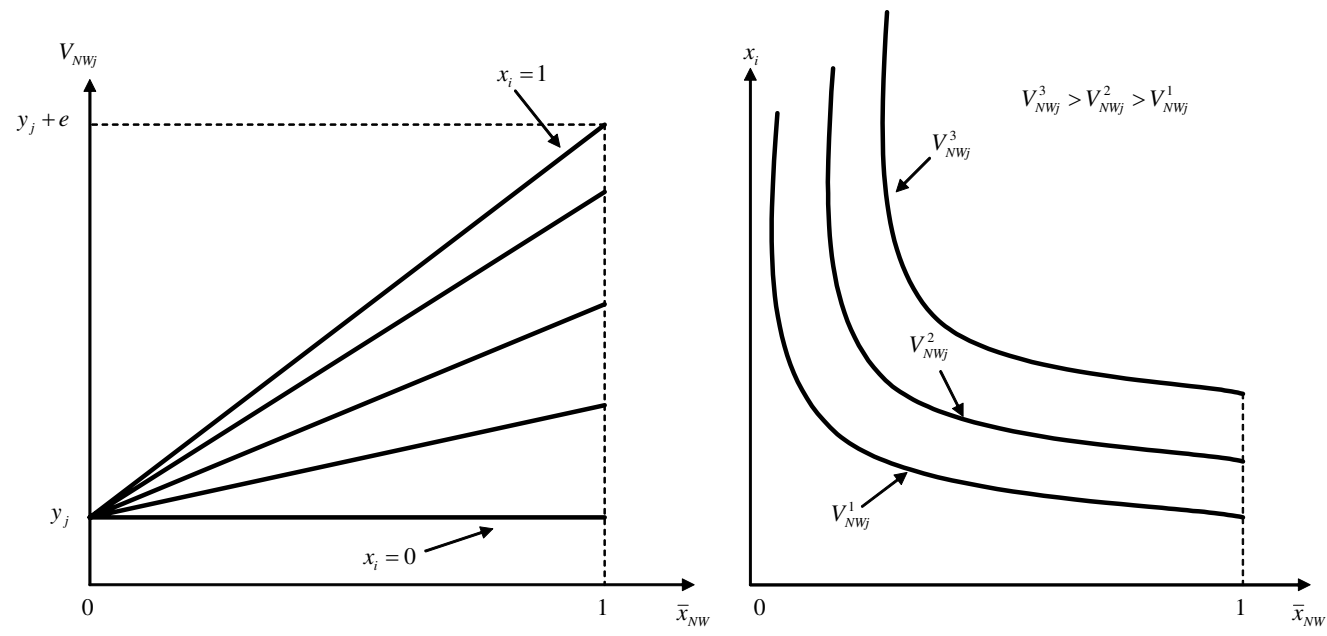 V_{NWj}
x_i = 1
y_j + e
y_j
x_i = 0
0
1
x̄_{NW}
x_i
V^3_{NWj} > V^2_{NWj} > V^1_{NWj}
V^3_{NWj}
V^2_{NWj}
V^1_{NWj}
0
1
x̄_{NW}